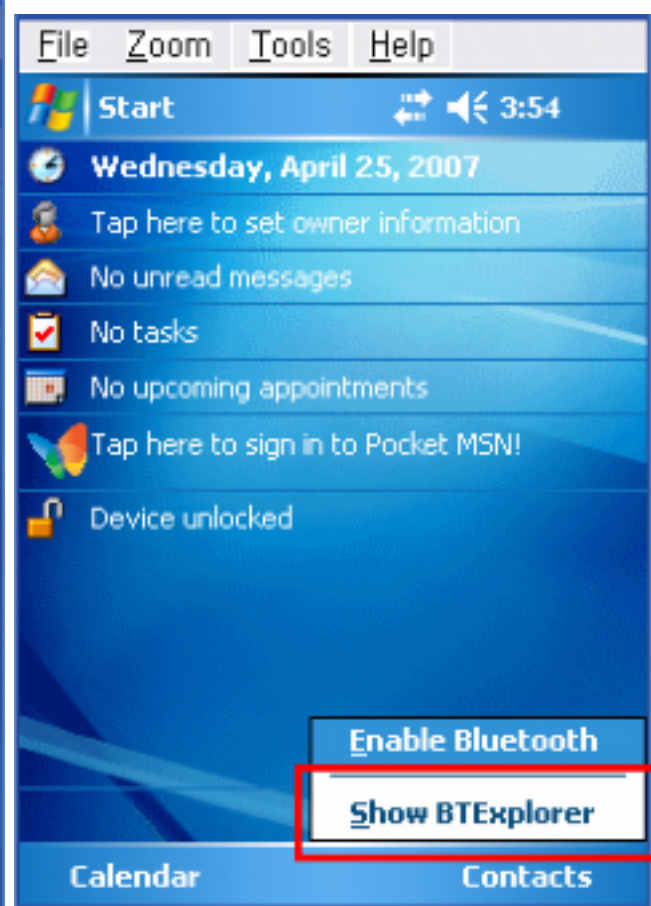 File Zoom Tools Help
Start 3:54
Wednesday, April 25, 2007
Tap here to set owner information
No unread messages
No tasks
No upcoming appointments
Tap here to sign in to Pocket MSN!
Device unlocked
Enable Bluetooth
Show BTExplorer
Calendar Contacts